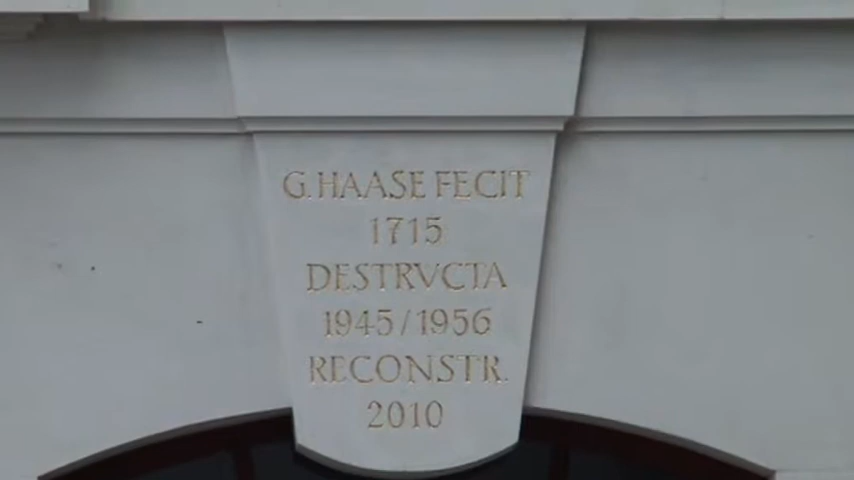 G. HAASE FECIT
1715
DESTRVCTA
1945/1956
RECONSTR.
2010